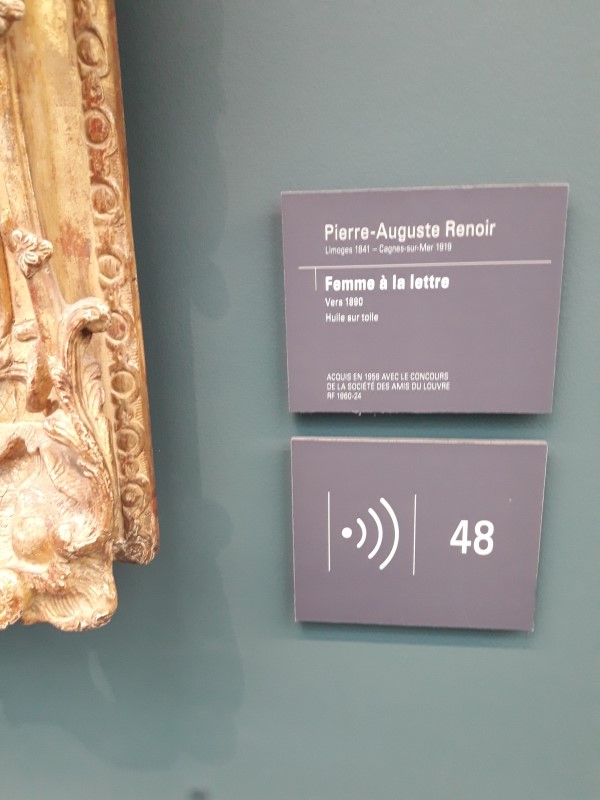 Pierre-Auguste Renoir
Limoges 1841 – Cagnes-sur-Mer 1919
Femme à la lettre
Vers 1890
Huile sur toile
ACQUIS EN 1959 AVEC LE CONCOURS
DE LA SOCIÉTÉ DES AMIS DU LOUVRE
RF 1960-24
48